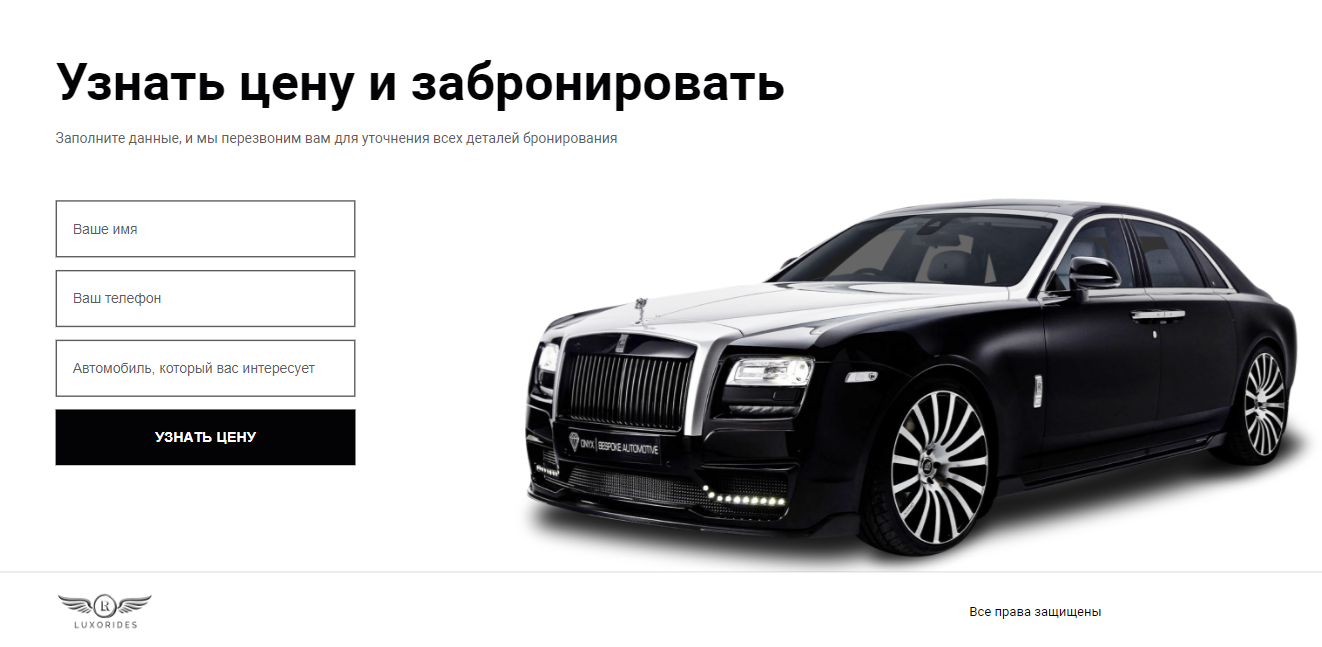 Узнать цену и забронировать
Заполните данные, и мы перезвоним вам для уточнения всех деталей бронирования
Ваше имя
Ваш телефон
Автомобиль, который вас интересует
УЗНАТЬ ЦЕНУ
ONYX | BESPOKE AUTOMOTIVE
LR
LUXORIDES
Все права защищены